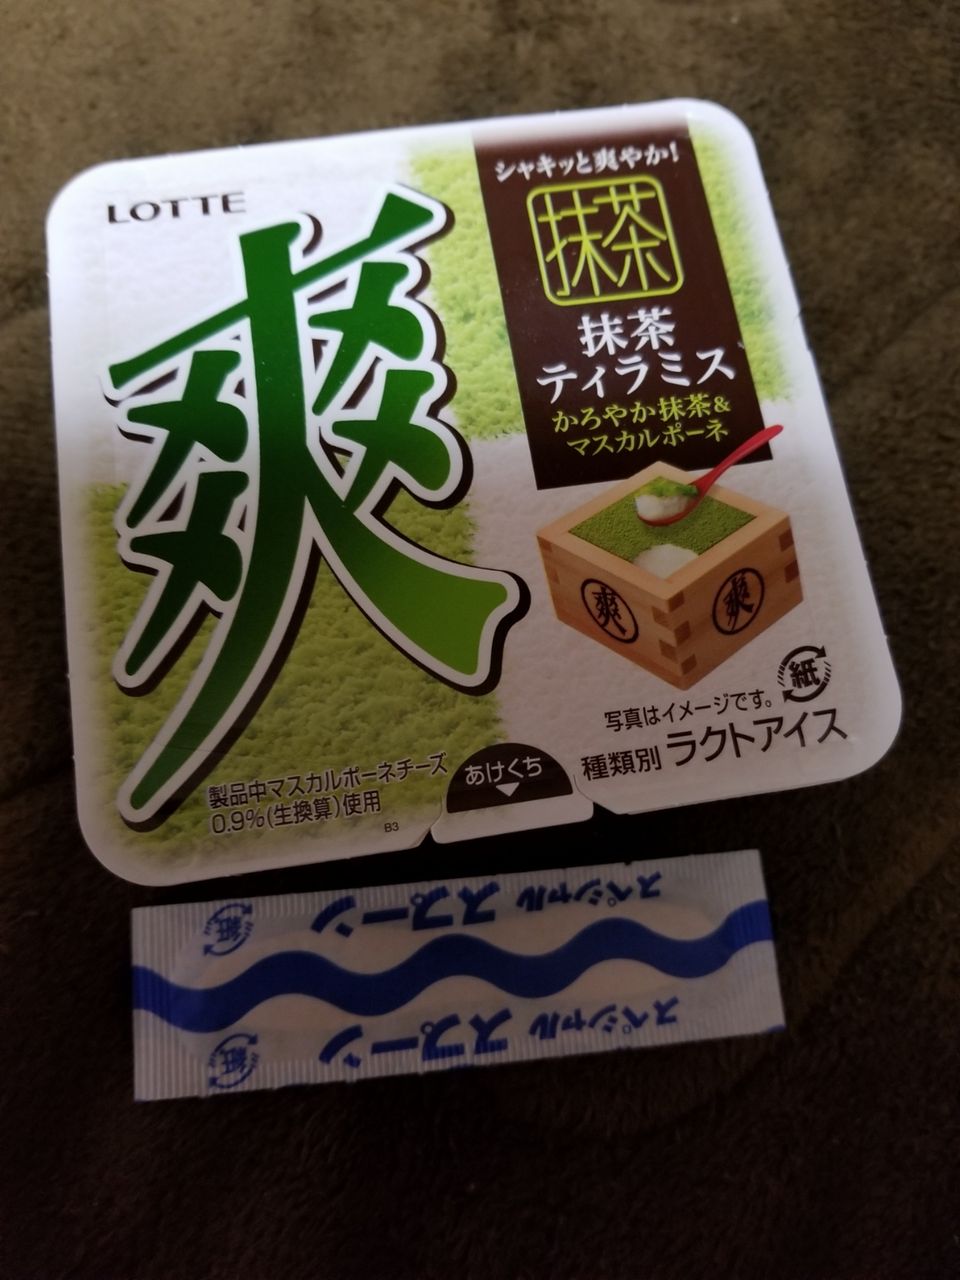 LOTTE
爽
シャキッと爽やか!
抹茶
抹茶
ティラミス
かろやか抹茶&
マスカルポーネ
爽 爽
紙
写真はイメージです。
種類別 ラクトアイス
あけくち
製品中マスカルポーネチーズ
0.9%(生換算)使用
B3
スペシャル スプーン
紙
スペシャル スプーン
紙